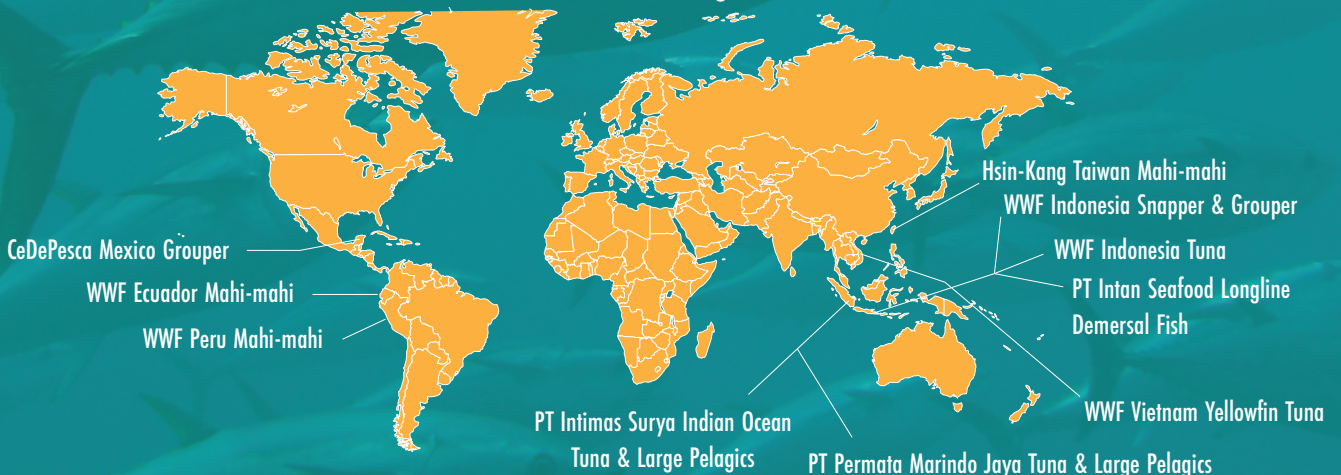 Hsin-Kang Taiwan Mahi-mahi
WWF Indonesia Snapper & Grouper
CeDePesca Mexico Grouper
WWF Indonesia Tuna
WWF Ecuador Mahi-mahi
PT Intan Seafood Longline
Demersal Fish
WWF Peru Mahi-mahi
WWF Vietnam Yellowfin Tuna
PT Intimas Surya Indian Ocean
Tuna & Large Pelagics
PT Permata Marindo Jaya Tuna & Large Pelagics